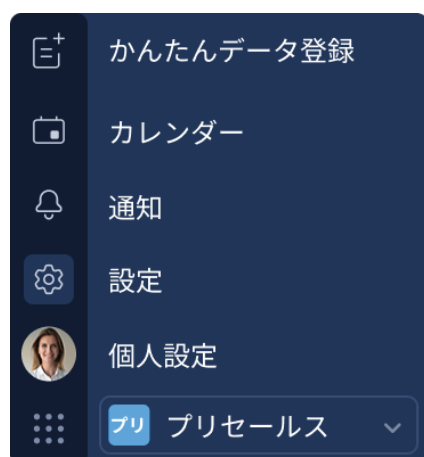 かんたんデータ登録
カレンダー
通知
設定
個人設定
プリ プリセールス